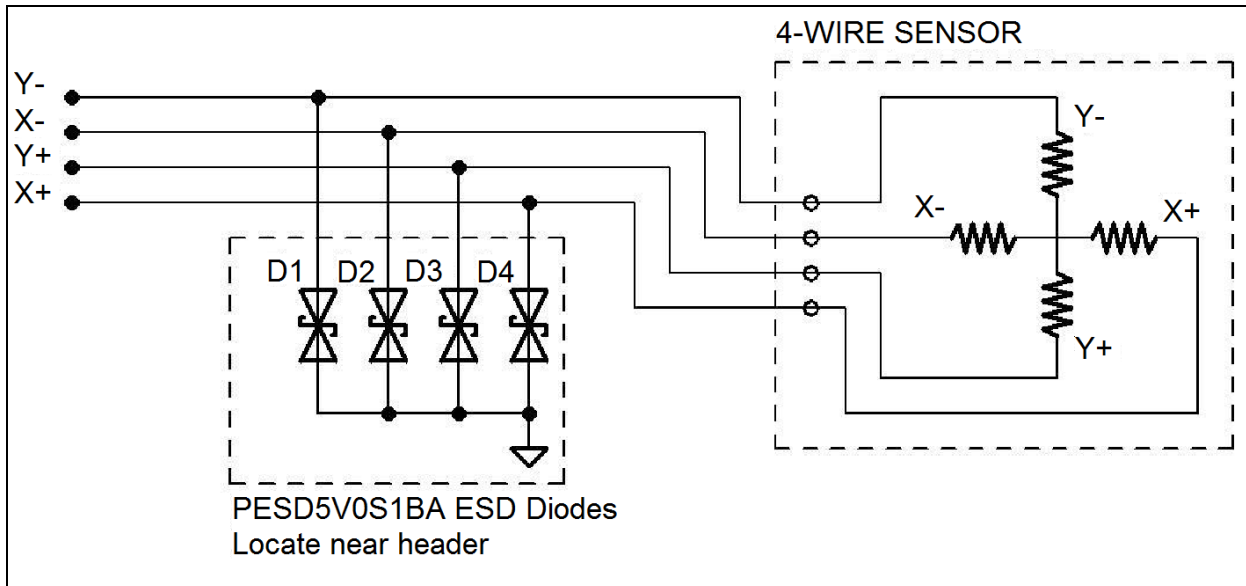 4-WIRE SENSOR
Y-
X-
Y+
X+
Y-
X-
X+
Y+
D1
D2
D3
D4
PESD5V0S1BA ESD Diodes
Locate near header